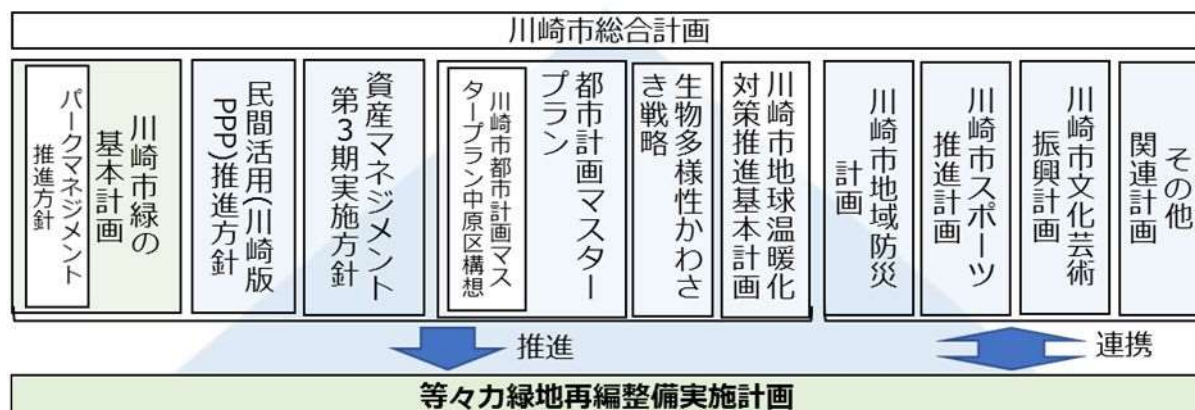 川崎市総合計画
川崎市緑の
基本計画
パークマネジメント
推進方針
民間活用(川崎版
PPP)推進方針
資産マネジメント
第3期実施方針
都市計画マスター
プラン
川崎市都市計画マス
タープラン中原区構想
生物多様性かわさ
き戦略
川崎市地球温暖化
対策推進基本計画
川崎市地域防災
計画
川崎市スポーツ
推進計画
川崎市文化芸術
振興計画
その他
関連計画
推進
連携
等々力緑地再編整備実施計画